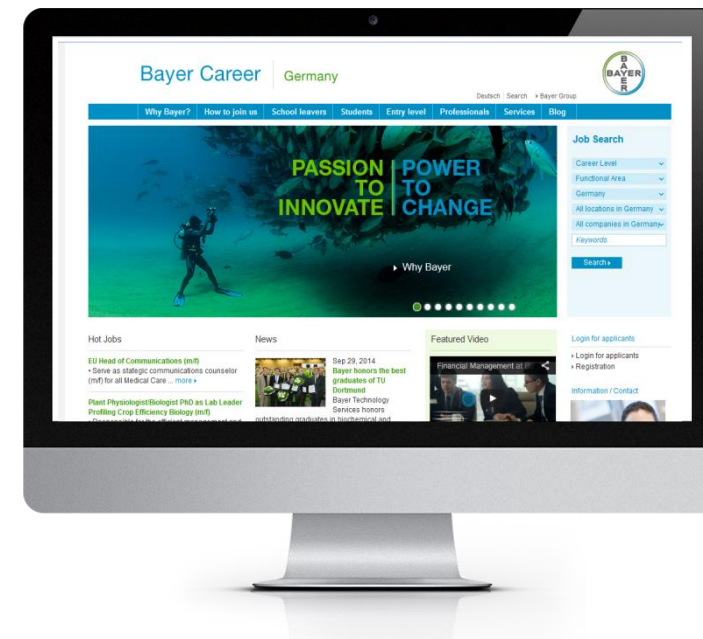 Bayer Career Germany
BAYER
BAYER
Deutsch Search Bayer Group
Why Bayer? How to join us School leavers Students Entry level Professionals Services Blog
PASSION POWER
TO TO
INNOVATE CHANGE
Why Bayer
Job Search
Career Level
Functional Area
Germany
All locations in Germany
All companies in Germany
Keywords
Search
Hot Jobs
EU Head of Communications (m/f)
Serve as stategic communications counselor
(m/f) for all Medical Care ... more
Plant Physiologist/Biologist PhD as Lab Leader
Profiling Crop Efficiency Biology (m/f)
News
Sep 29, 2014
Bayer honors the best
graduates of TU
Dortmund
Bayer Technology
Services honors
outstanding graduates in biochemical and
Featured Video
Financial Management at B
Login for applicants
Login for applicants
Registration
Information / Contact